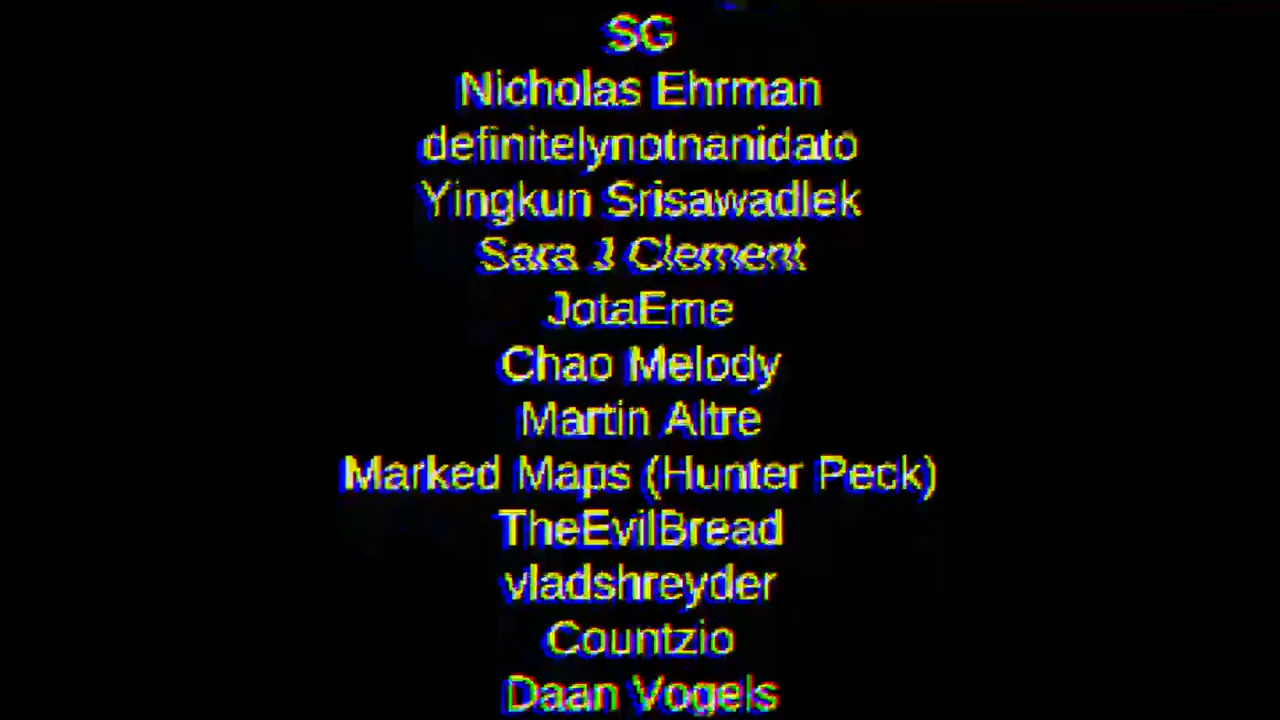 SG
Nicholas Ehrman
definitelynotnanidato
Yingkun Srisawadlek
Sara J Clement
JotaEme
Chao Melody
Martin Altre
Marked Maps (Hunter Peck)
TheEvilBread
vladshreyder
Countzio
Daan Vogels